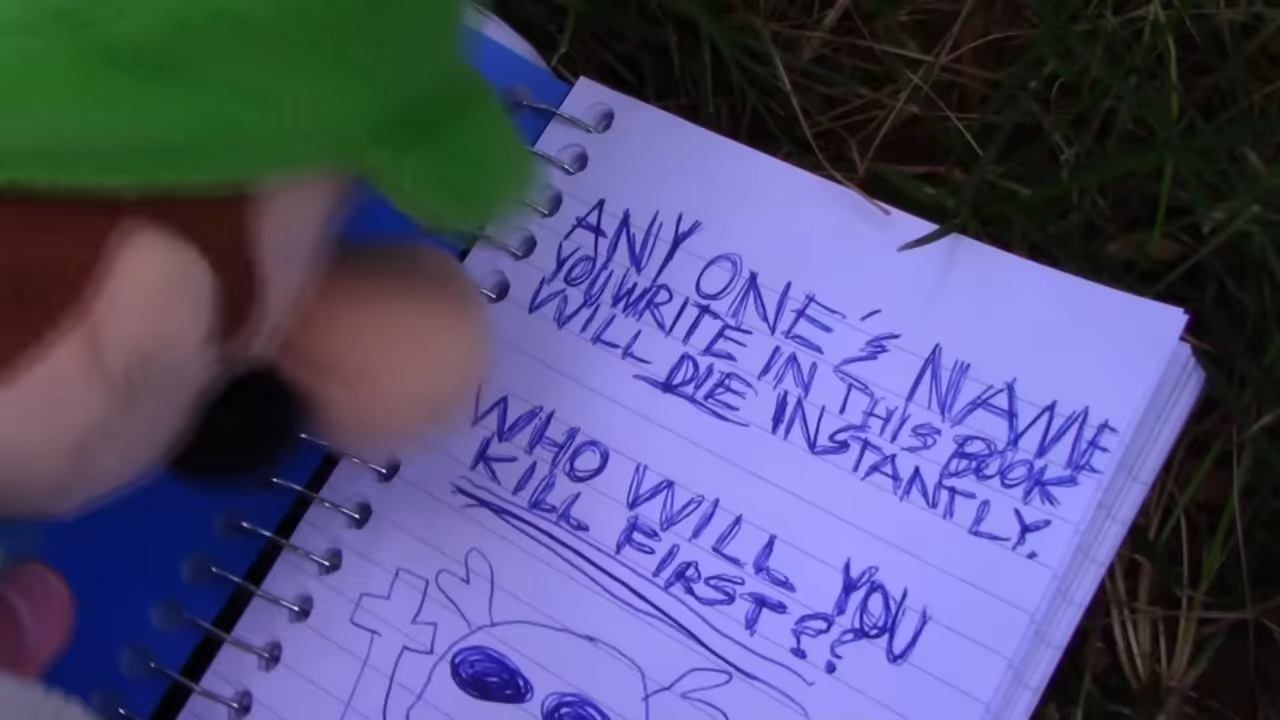 ANY ONE'S NAME
YOU WRITE IN THIS BOOK
WILL DIE INSTANTLY.
WHO WILL YOU
KILL FIRST??